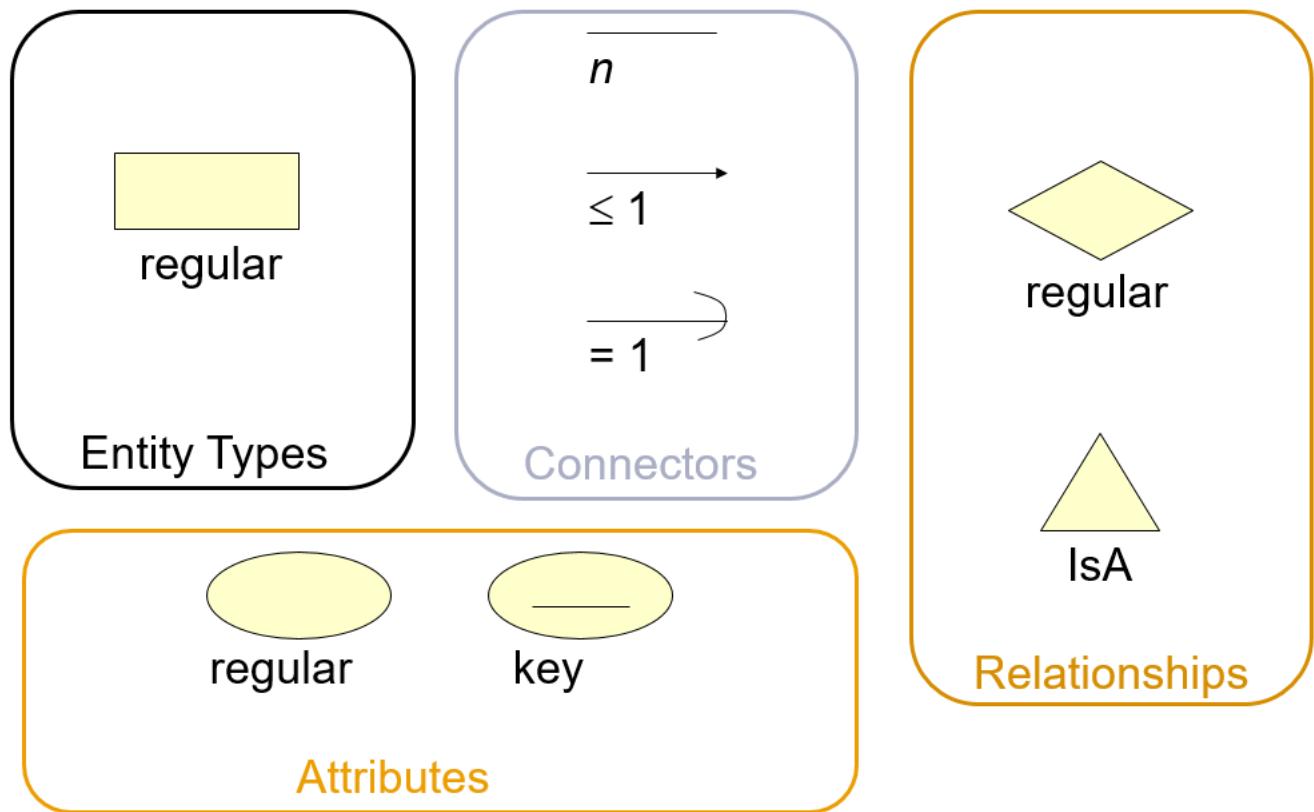 regular
Entity Types
n
≤ 1
= 1
Connectors
regular
IsA
Relationships
regular
key
Attributes